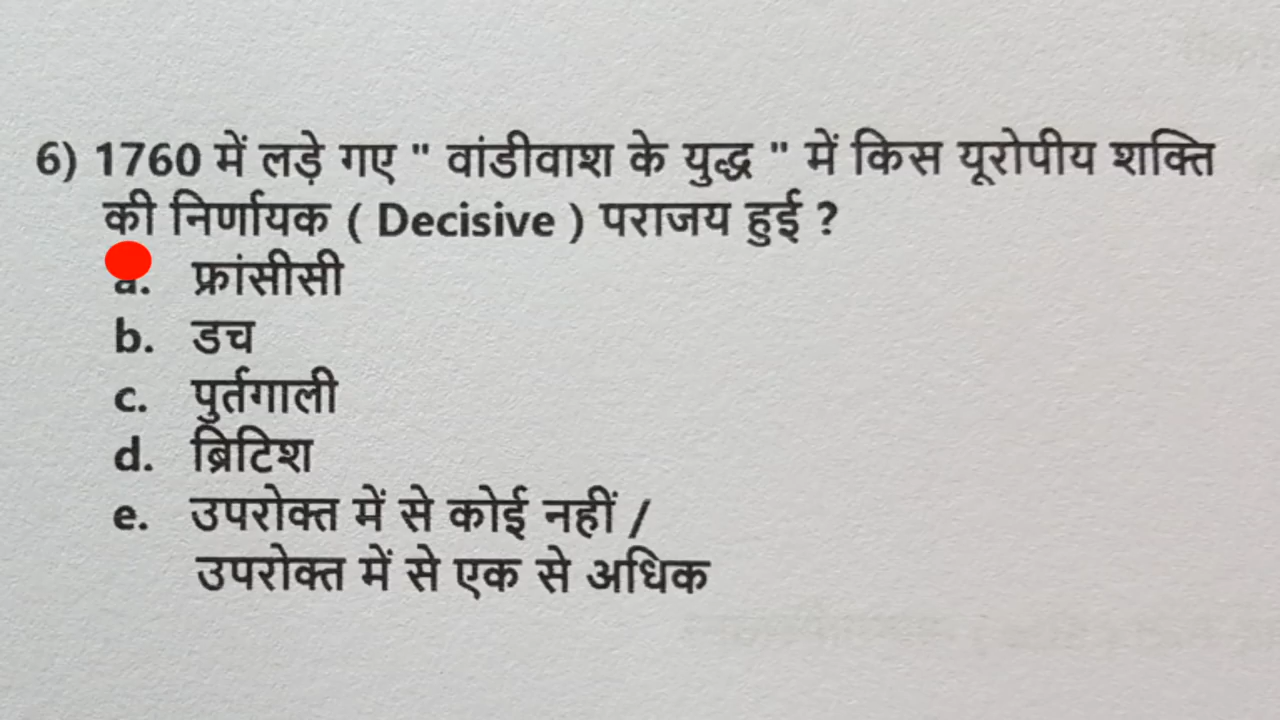 6) 1760 में लड़े गए " वांडीवाश के युद्ध " में किस यूरोपीय शक्ति
की निर्णायक ( Decisive ) पराजय हुई ?
a. फ्रांसीसी
b. डच
c. पुर्तगाली
d. ब्रिटिश
e. उपरोक्त में से कोई नहीं /
उपरोक्त में से एक से अधिक